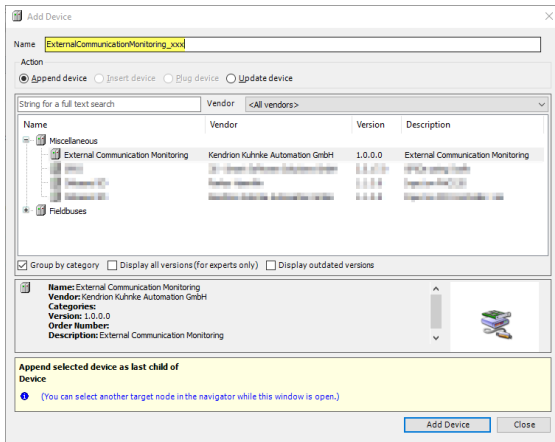 Add Device
Name ExternalCommunicationMonitoring_xxx
Action
Append device Insert device Plug device Update device
String for a full text search Vendor <All vendors>
Name Vendor Version Description
Miscellaneous
External Communication Monitoring Kendrion Kuhnke Automation GmbH 1.0.0.0 External Communication Monitoring
Fieldbuses
Group by category Display all versions (for experts only) Display outdated versions
Name: External Communication Monitoring
Vendor: Kendrion Kuhnke Automation GmbH
Categories:
Version: 1.0.0.0
Order Number:
Description: External Communication Monitoring
Append selected device as last child of
Device
(You can select another target node in the navigator while this window is open.)
Add Device Close